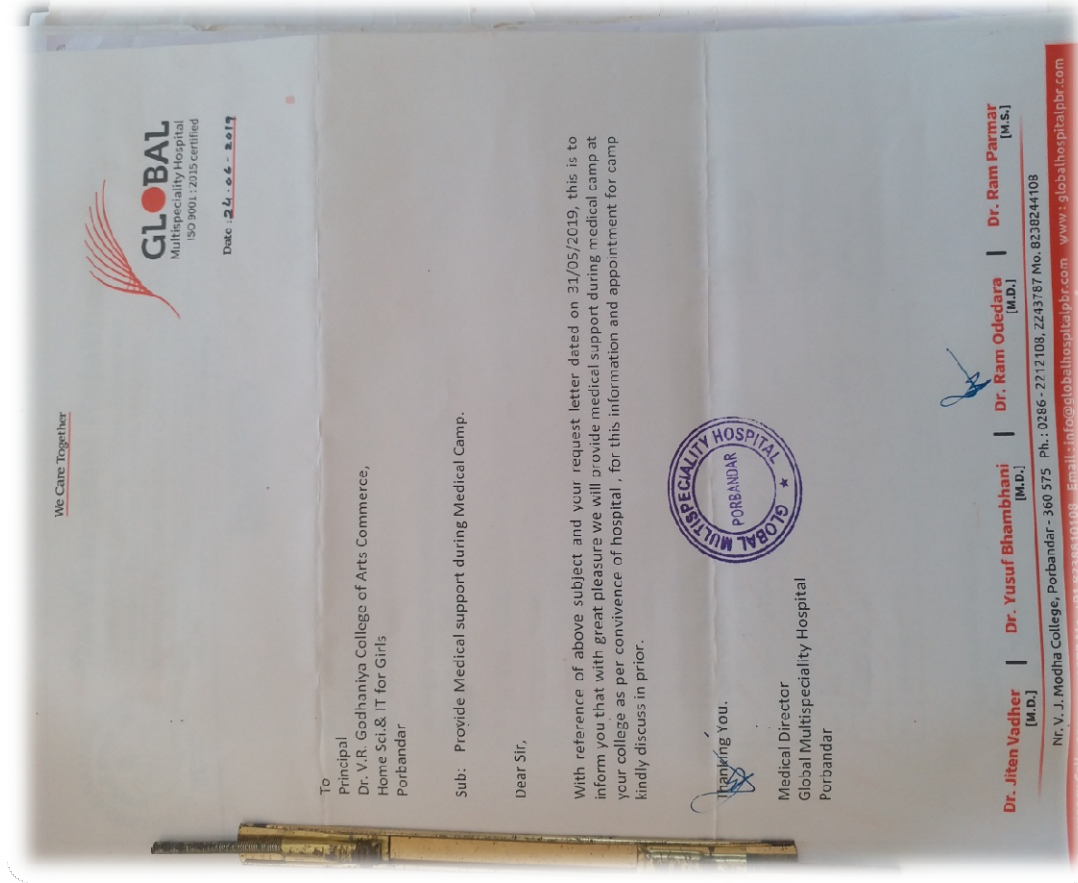 We Care Together
GLOBAL
Multispeciality Hospital
ISO 9001 : 2015 certified
Date : 24-06-2019
To
Principal
Dr. V.R. Godhaniya College of Arts Commerce,
Home Sci.& IT for Girls
Porbandar
Sub: Provide Medical support during Medical Camp.
Dear Sir,
With reference of above subject and your request letter dated on 31/05/2019, this is to
inform you that with great pleasure we will provide medical support during medical camp at
your college as per convivence of hospital , for this information and appointment for camp
kindly discuss in prior.
Thanking You.
GLOBAL MULTISPECIALITY HOSPITAL
PORBANDAR
Medical Director
Global Multispeciality Hospital
Porbandar
Dr. Jiten Vadher | Dr. Yusuf Bhambhani | Dr. Ram Odedara | Dr. Ram Parmar
[M.D.] [M.D.] [M.D.] [M.S.]
Nr. V. J. Modha College, Porbandar - 360 575 Ph.: 0286 - 2212108, 2243787 Mo. 8238244108
Email : info@globalhospitalpbr.com www : globalhospitalpbr.com